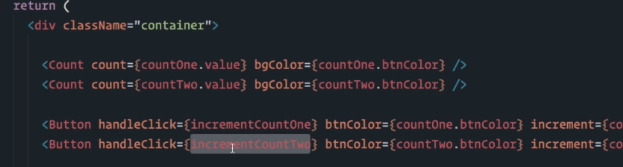 return (
<div className="container">
<Count count={countOne.value} bgColor={countOne.btnColor} />
<Count count={countTwo.value} bgColor={countTwo.btnColor} />
<Button handleClick={incrementCountOne} btnColor={countOne.btnColor} increment={co
<Button handleClick={incrementCountTwo} btnColor={countTwo.btnColor} increment={co